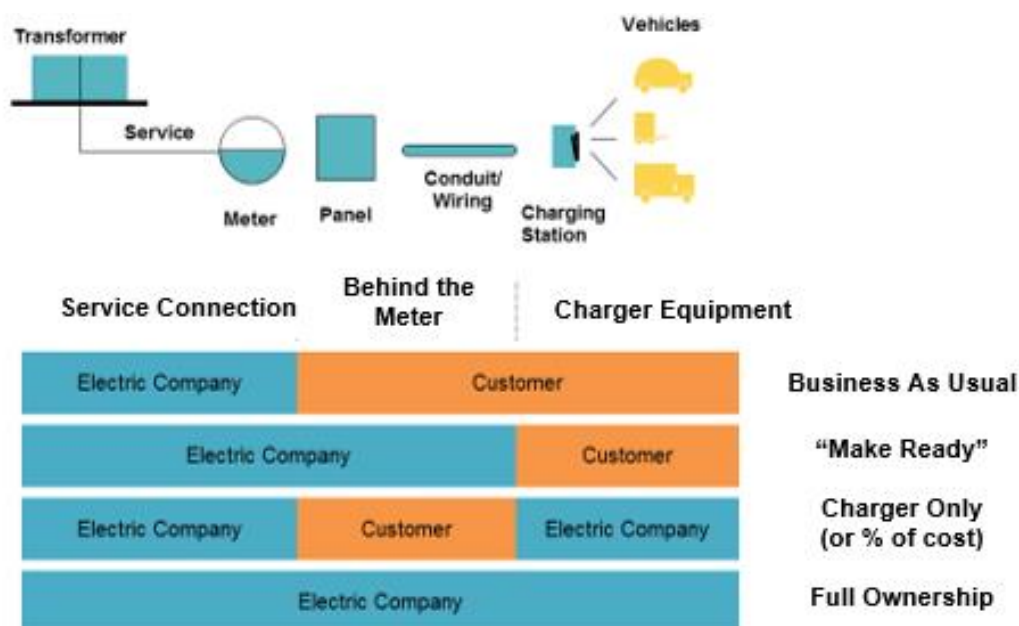 Transformer
Vehicles
Service
Meter
Panel
Conduit/
Wiring
Charging
Station
Service Connection
Behind the
Meter
Charger Equipment
Electric Company
Customer
Business As Usual
Electric Company
Customer
“Make Ready”
Electric Company
Customer
Electric Company
Charger Only
(or % of cost)
Electric Company
Full Ownership